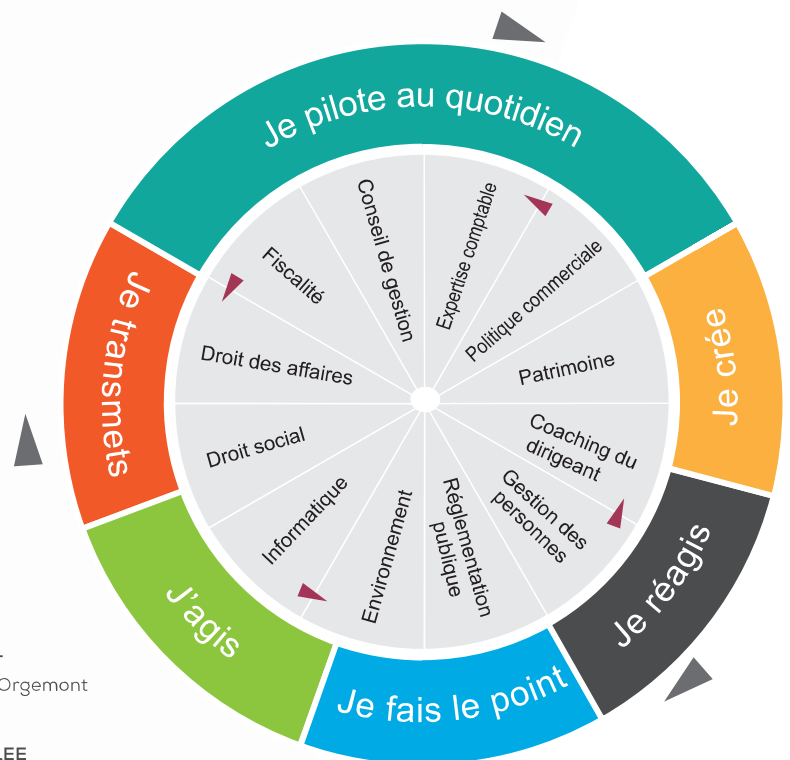 Je pilote au quotidien
Je crée
Je réagis
Je fais le point
J'agis
Je transmets
Expertise comptable
Politique commerciale
Patrimoine
Coaching du
dirigeant
Gestion des
personnes
Réglementation
publique
Environnement
Informatique
Droit social
Droit des affaires
Fiscalité
Conseil de gestion
Orgemont
LEE